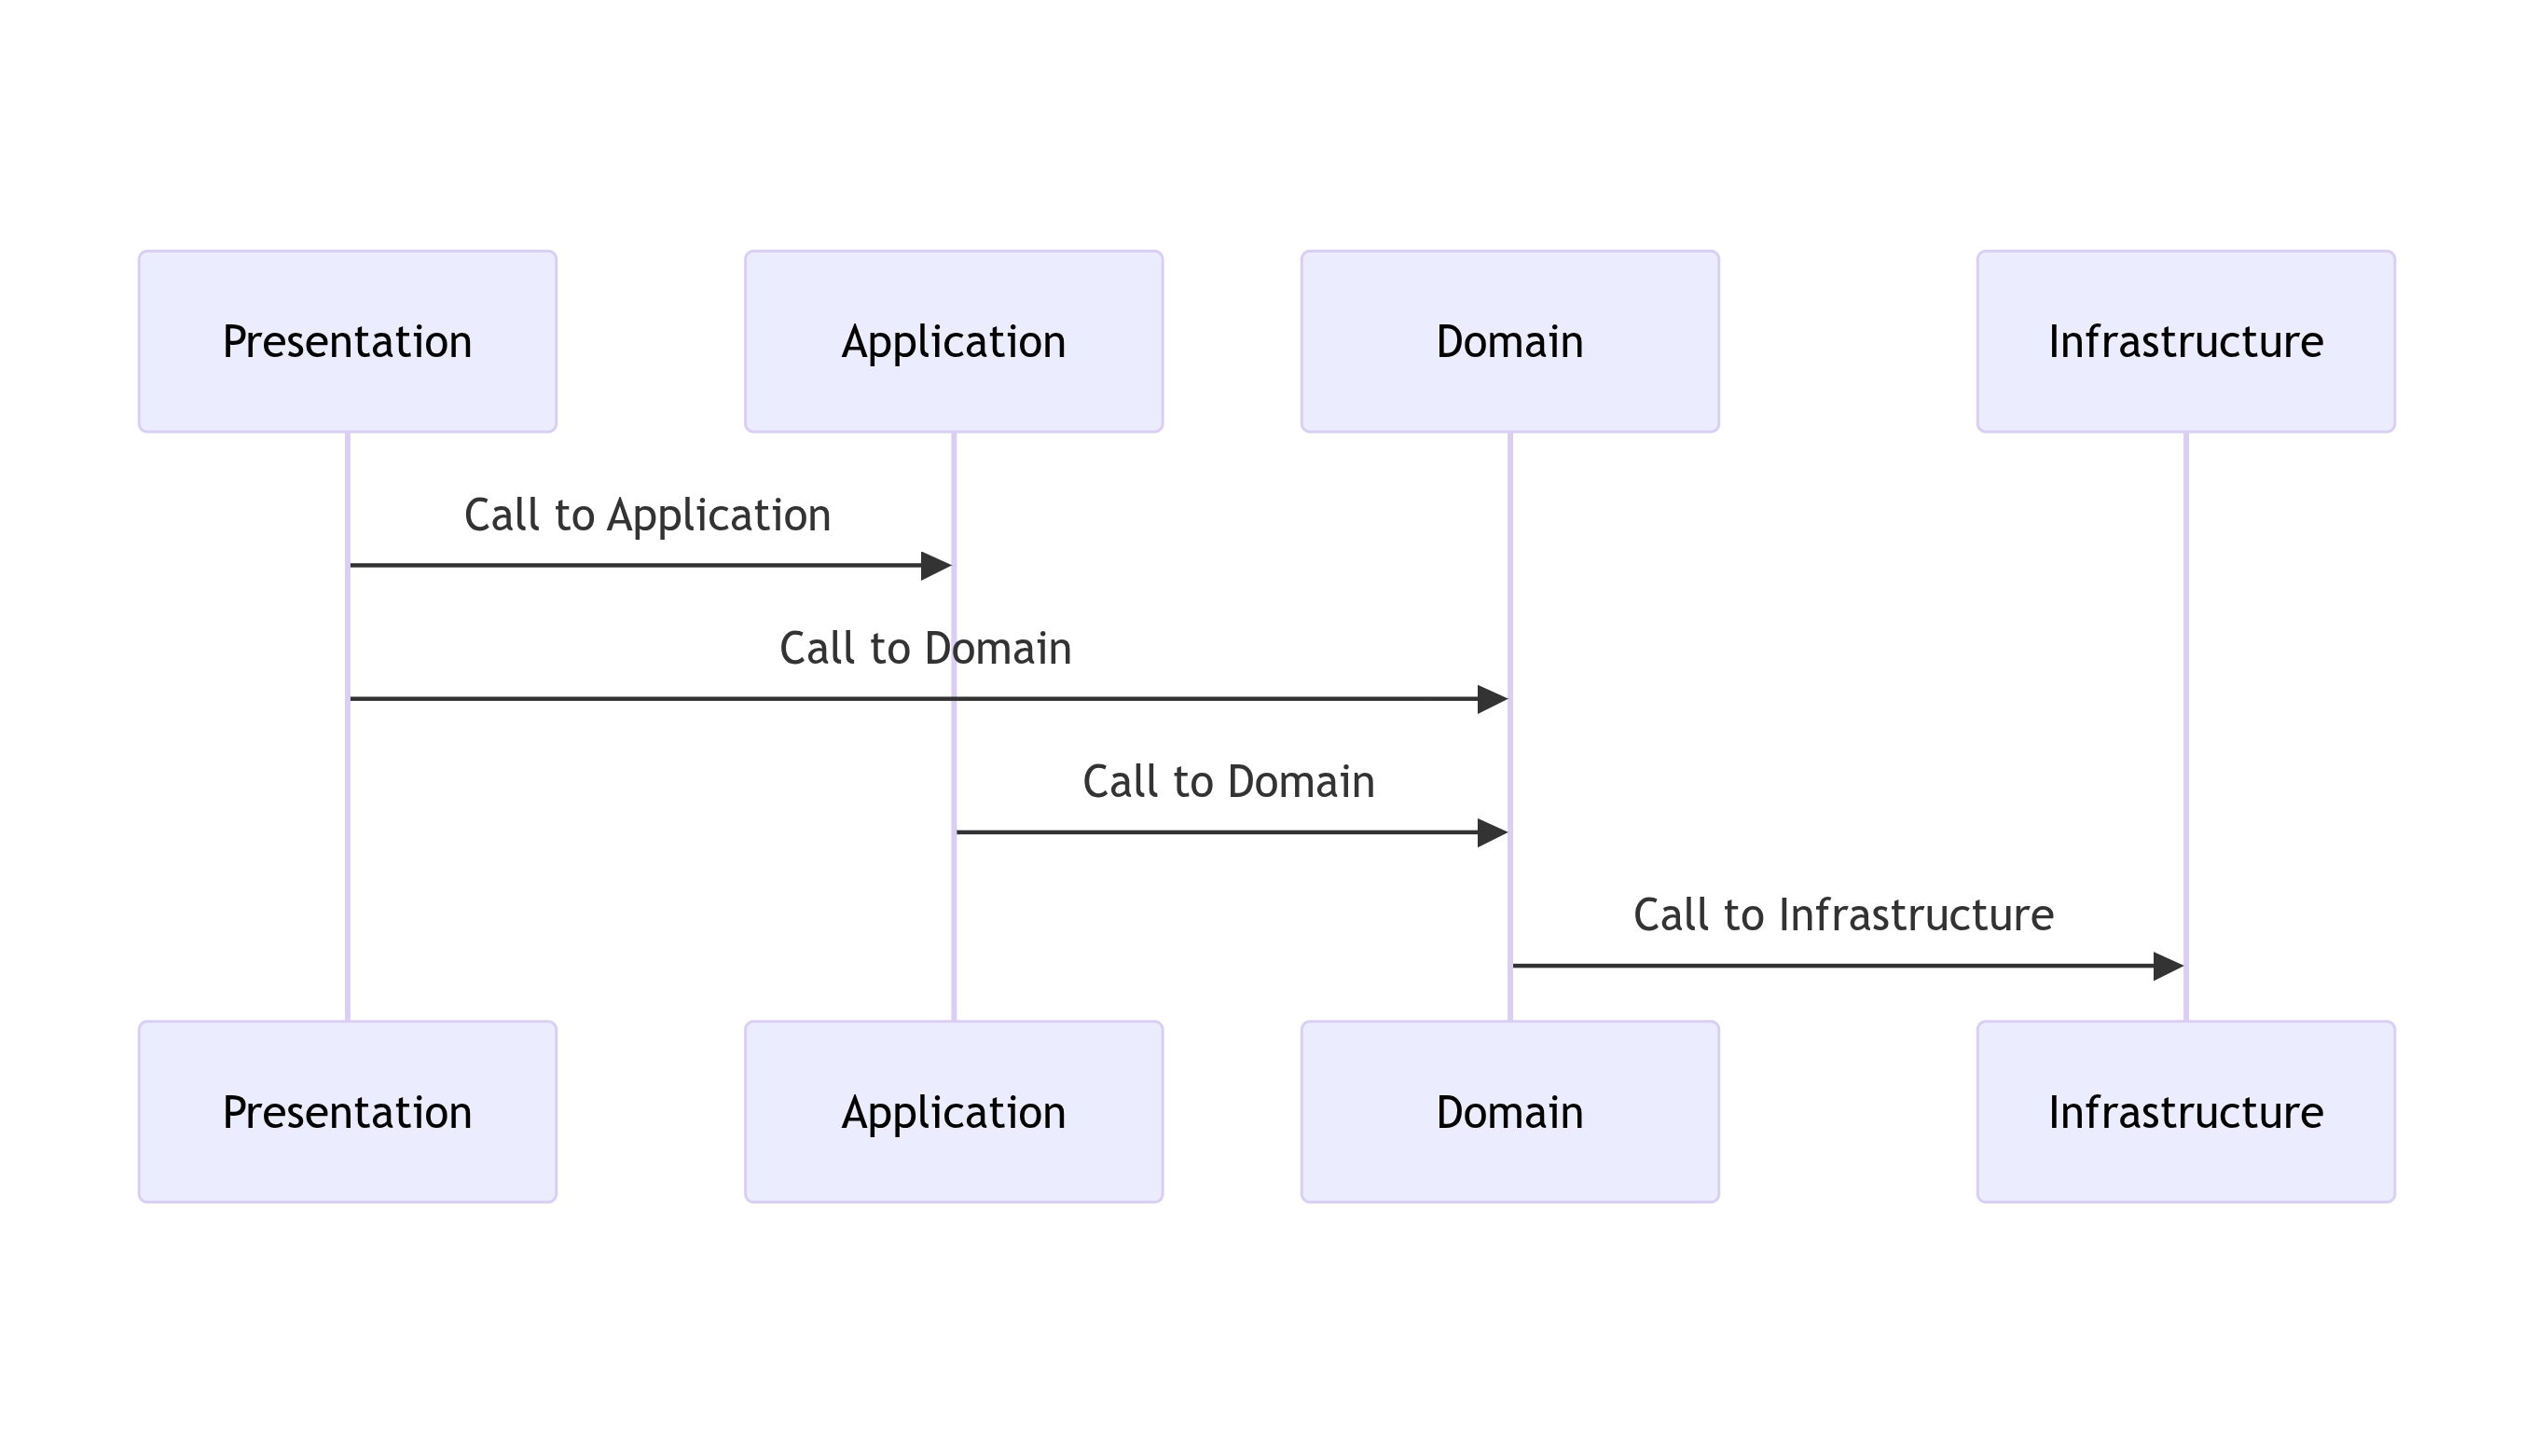 Presentation
Application
Domain
Infrastructure
Call to Application
Call to Domain
Call to Domain
Call to Infrastructure
Presentation
Application
Domain
Infrastructure